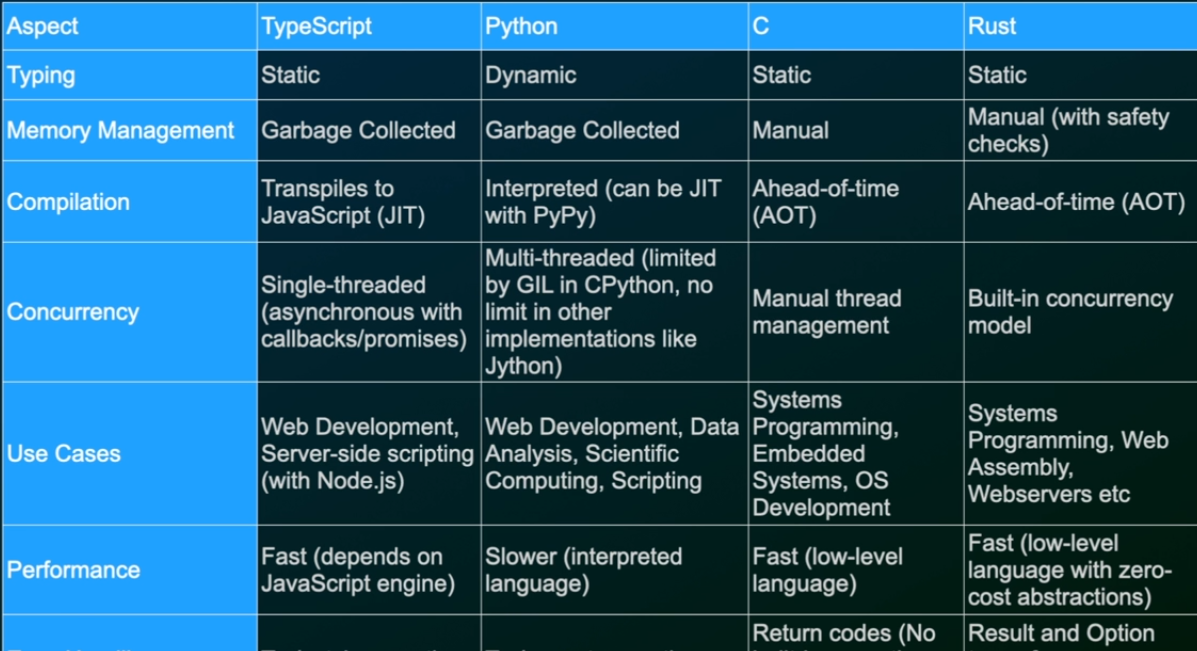 Aspect
TypeScript
Python
C
Rust
Typing
Static
Dynamic
Static
Static
Memory Management
Garbage Collected
Garbage Collected
Manual
Manual (with safety
checks)
Compilation
Transpiles to
JavaScript (JIT)
Interpreted (can be JIT
with PyPy)
Ahead-of-time
(AOT)
Ahead-of-time (AOT)
Concurrency
Single-threaded
(asynchronous with
callbacks/promises)
Multi-threaded (limited
by GIL in CPython, no
limit in other
implementations like
Jython)
Manual thread
management
Built-in concurrency
model
Use Cases
Web Development,
Server-side scripting
(with Node.js)
Web Development, Data
Analysis, Scientific
Computing, Scripting
Systems
Programming,
Embedded
Systems, OS
Development
Systems
Programming, Web
Assembly,
Webservers etc
Performance
Fast (depends on
JavaScript engine)
Slower (interpreted
language)
Fast (low-level
language)
Fast (low-level
language with zero-
cost abstractions)
Return codes (No
Result and Option